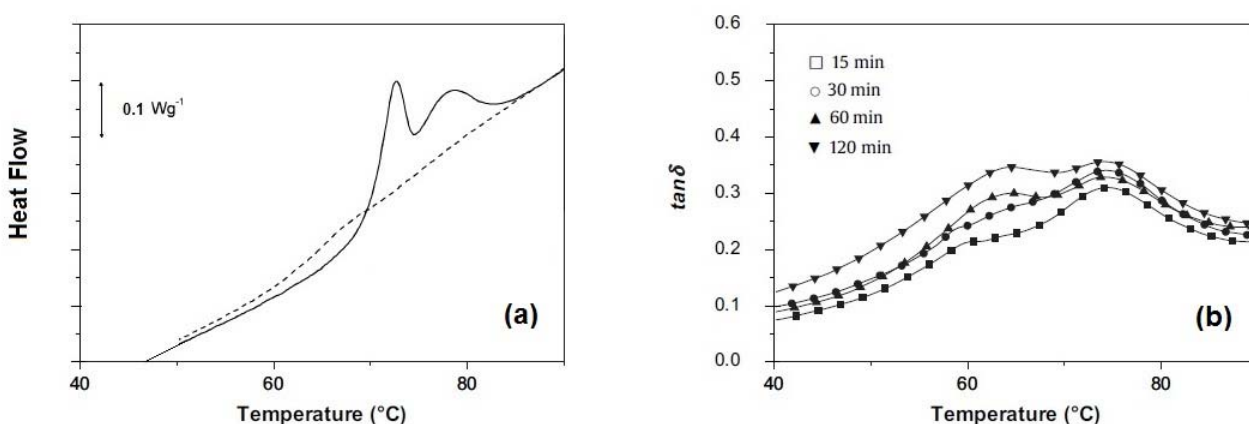 Heat Flow
0.1 Wg⁻¹
(a)
40
60
80
Temperature (°C)
tanδ
0.6
0.5
0.4
0.3
0.2
0.1
0.0
15 min
30 min
60 min
120 min
(b)
40
60
80
Temperature (°C)